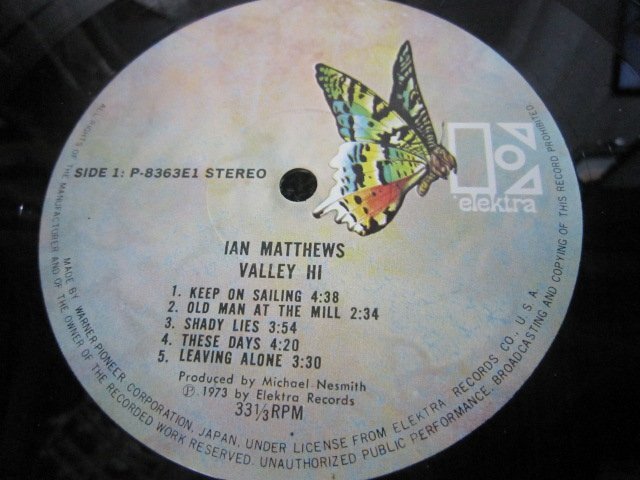 SIDE 1: P-8363E1 STEREO
elektra
IAN MATTHEWS
VALLEY HI
1. KEEP ON SAILING 4:38
2. OLD MAN AT THE MILL 2:34
3. SHADY LIES 3:54
4. THESE DAYS 4:20
5. LEAVING ALONE 3:30
Produced by Michael Nesmith
Ⓟ 1973 by Elektra Records
33⅓RPM
MADE BY WARNER-PIONEER CORPORATION, JAPAN, UNDER LICENSE FROM ELEKTRA RECORDS CO., U.S.A.
ALL RIGHTS OF THE MANUFACTURER AND OF THE OWNER OF THE RECORDED WORK RESERVED. UNAUTHORIZED PUBLIC PERFORMANCE, BROADCASTING AND COPYING OF THIS RECORD PROHIBITED.